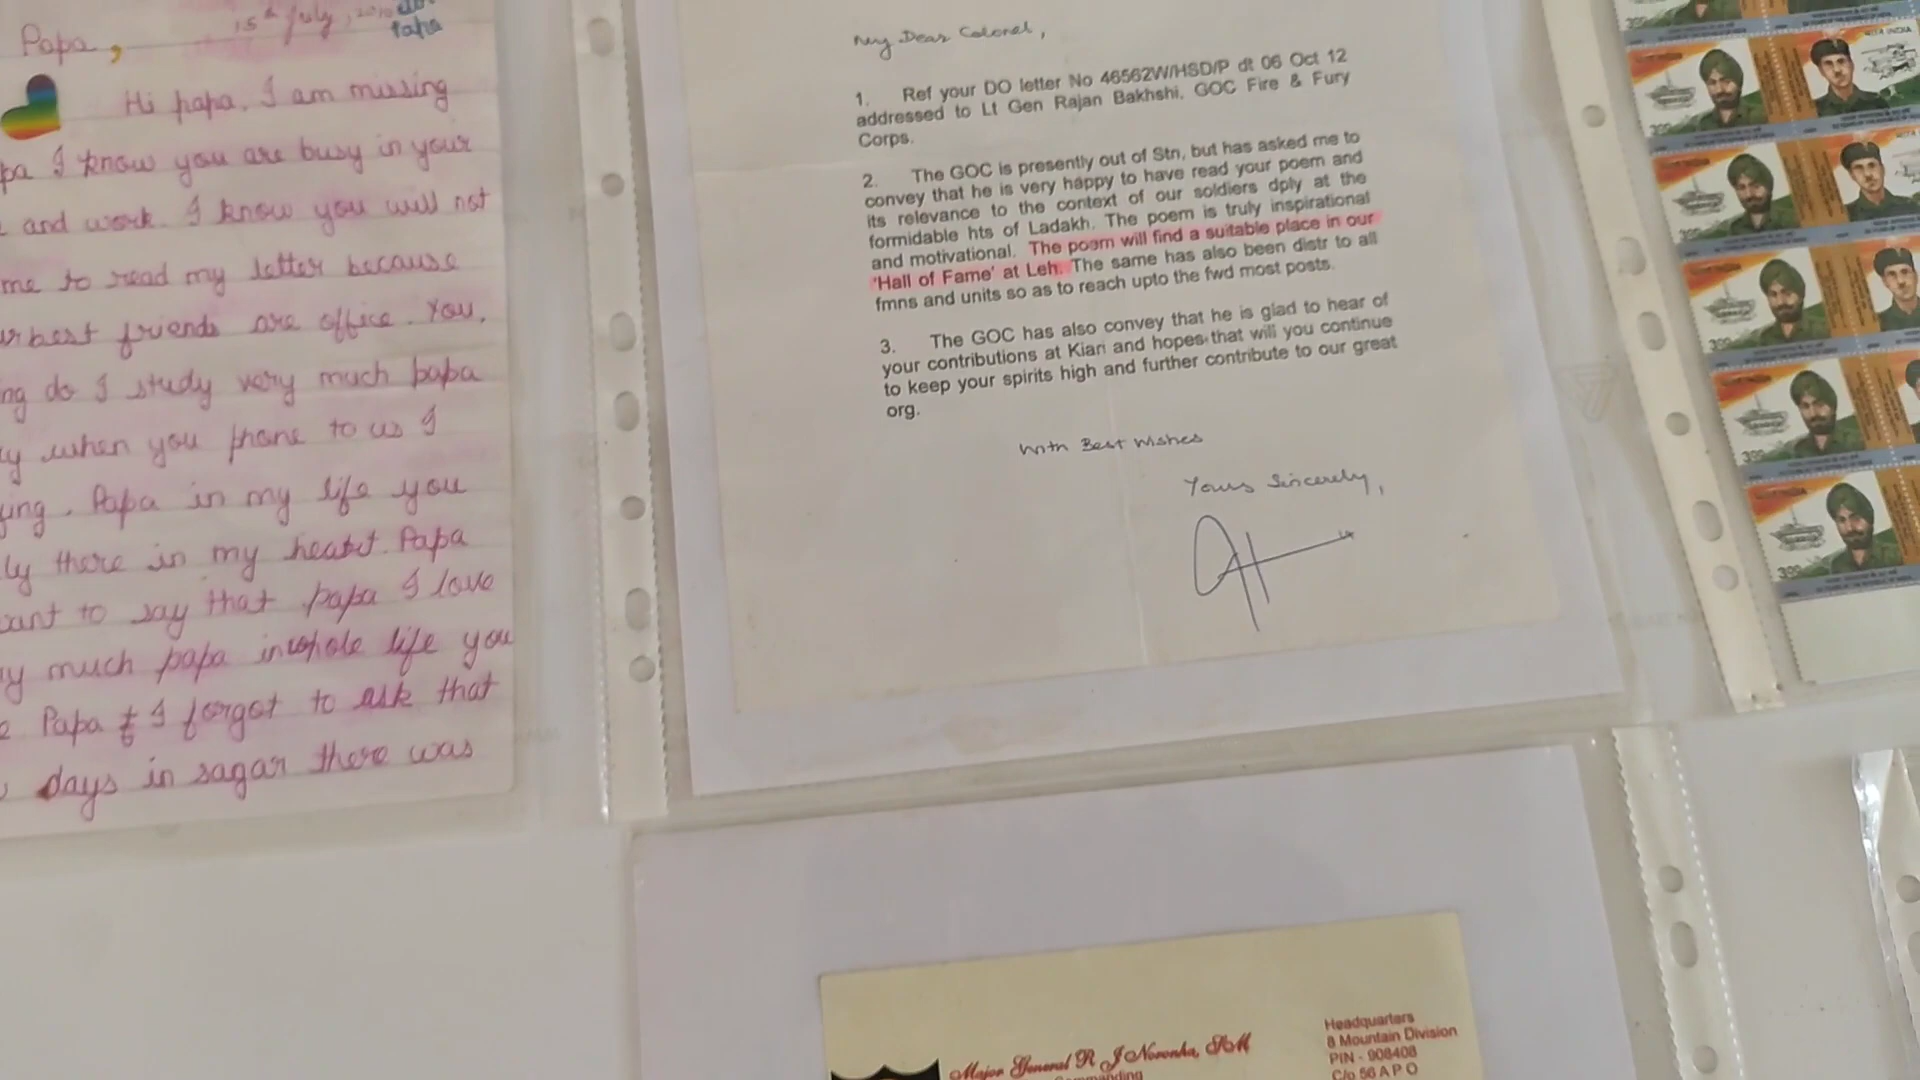 15th July, 2010
papa
Papa,
Hi papa. I am missing
pa I know you are busy in your
and work. I know you will not
me to read my letter because
best friends are office. You,
ng do I study very much papa
y when you phone to us I
ing. Papa in my life you
ly there in my heart. Papa
want to say that papa I love
y much papa in whole life you
Papa I forgot to ask that
days in sagar there was
My Dear Colonel,
1. Ref your DO letter No 46562W/HSD/P dt 06 Oct 12
addressed to Lt Gen Rajan Bakhshi, GOC Fire & Fury
Corps.
2. The GOC is presently out of Stn, but has asked me to
convey that he is very happy to have read your poem and
its relevance to the context of our soldiers dply at the
formidable hts of Ladakh. The poem is truly inspirational
and motivational. The poem will find a suitable place in our
'Hall of Fame' at Leh. The same has also been distr to all
fmns and units so as to reach upto the fwd most posts.
3. The GOC has also convey that he is glad to hear of
your contributions at Kiari and hopes that will you continue
to keep your spirits high and further contribute to our great
org.
With Best Wishes
Yours Sincerely,
300
300
300
300
300
300
Major General R J Noronha, SM
Headquarters
8 Mountain Division
PIN - 908408
C/o 56 A P O